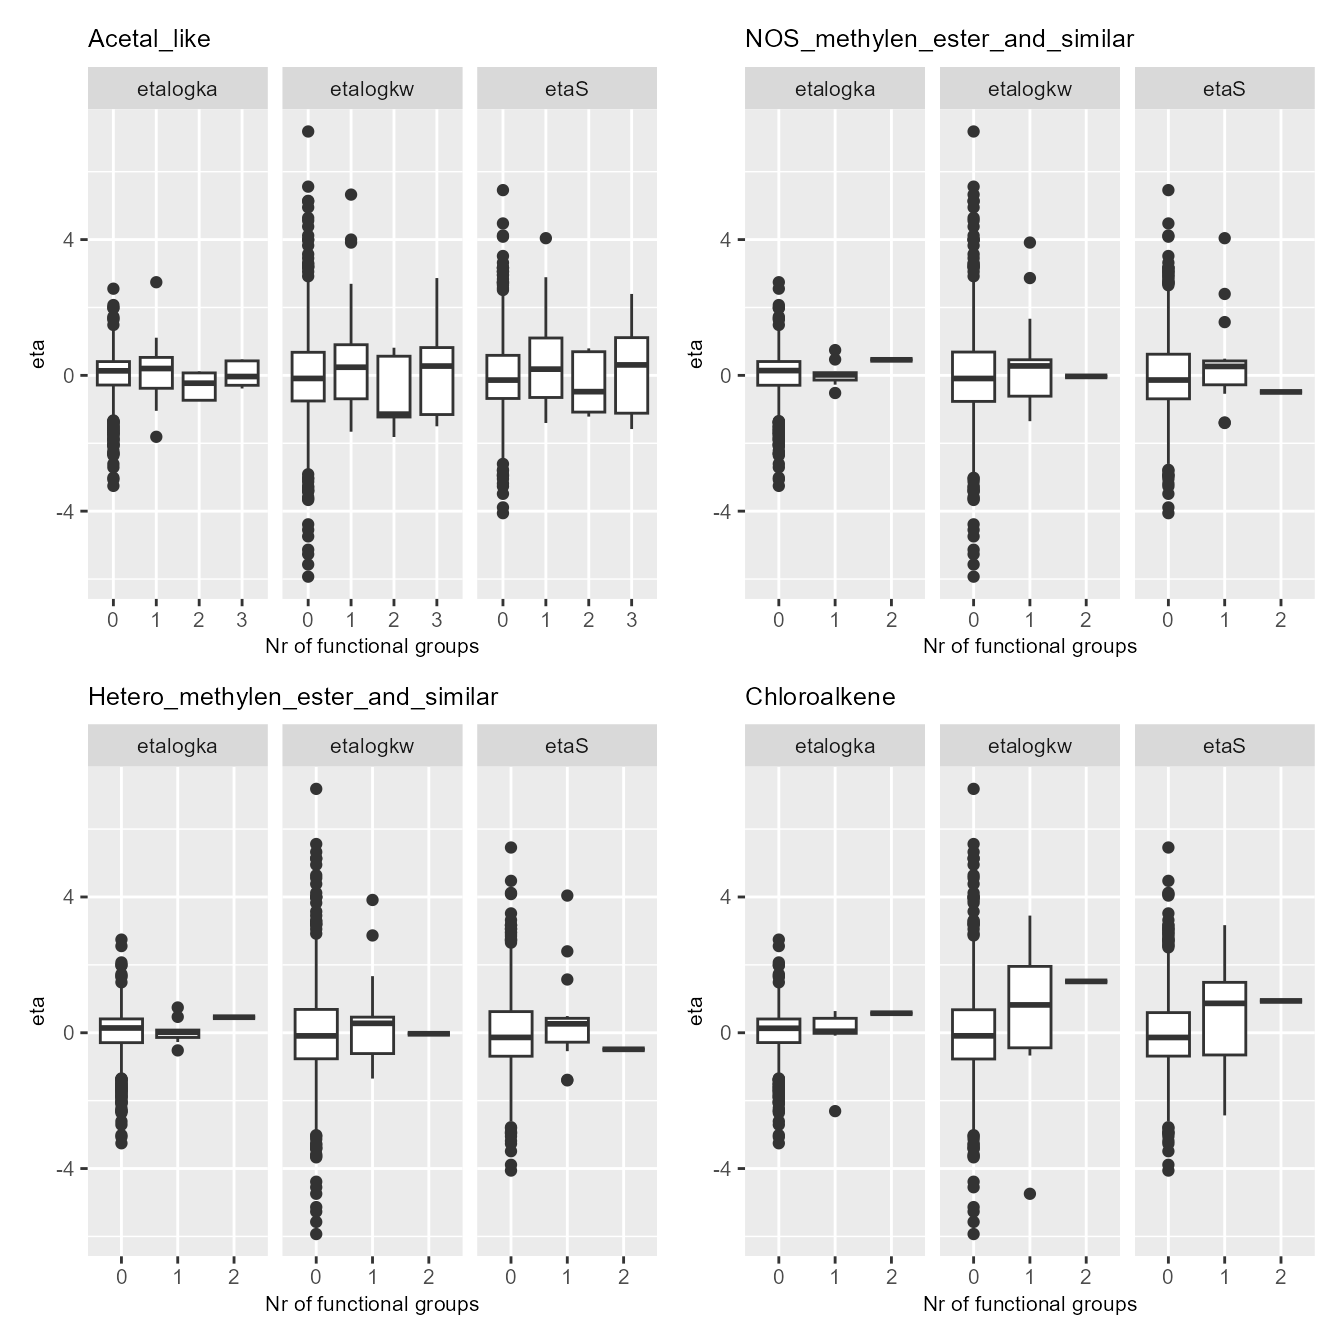 Acetal_like
etalogka etalogkw etaS
eta
4
0
-4
0 1 2 3 0 1 2 3 0 1 2 3
Nr of functional groups
NOS_methylen_ester_and_similar
etalogka etalogkw etaS
eta
4
0
-4
0 1 2 0 1 2 0 1 2
Nr of functional groups
Hetero_methylen_ester_and_similar
etalogka etalogkw etaS
eta
4
0
-4
0 1 2 0 1 2 0 1 2
Nr of functional groups
Chloroalkene
etalogka etalogkw etaS
eta
4
0
-4
0 1 2 0 1 2 0 1 2
Nr of functional groups